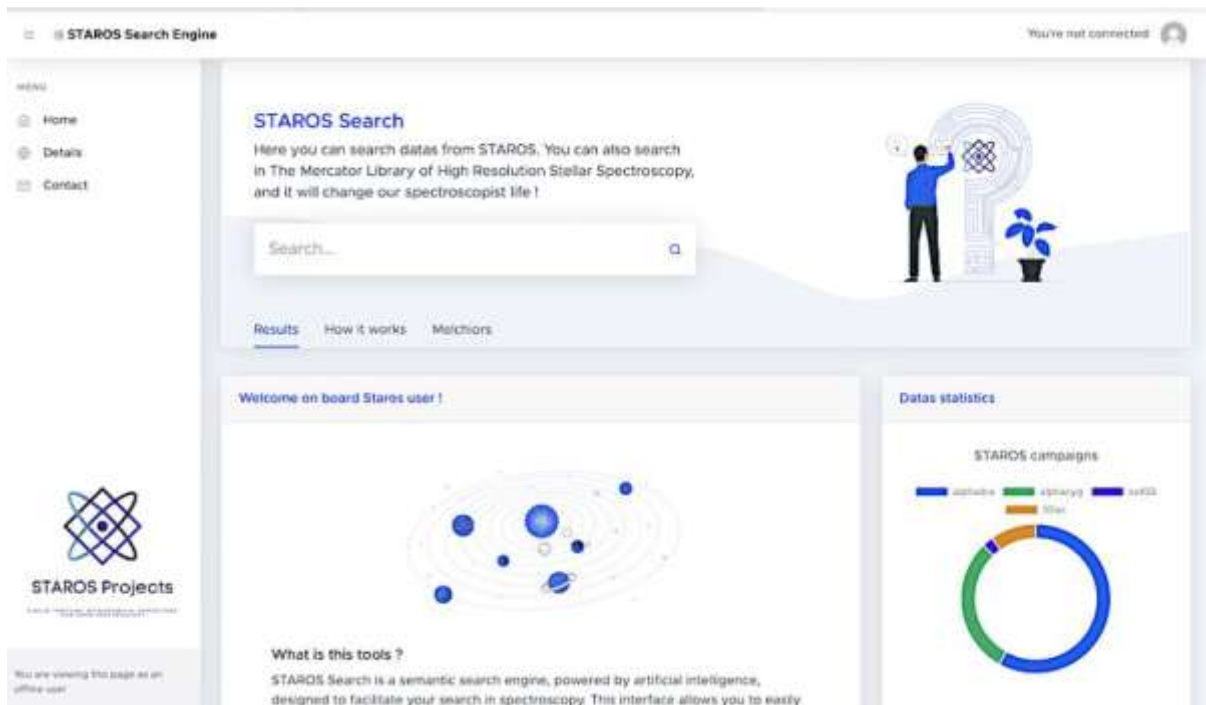 STAROS Search Engine
You're not connected
MENU
Home
Details
Contact
STAROS Search
Here you can search datas from STAROS. You can also search
in The Mercator Library of High Resolution Stellar Spectroscopy,
and it will change our spectroscopist life !
Search...
Results How it works Melchiors
Welcome on board Staros user !
Datas statistics
STAROS campaigns
STAROS Projects
You are viewing this page as an
offline user
What is this tools ?
STAROS Search is a semantic search engine, powered by artificial intelligence,
designed to facilitate your search in spectroscopy. This interface allows you to easily